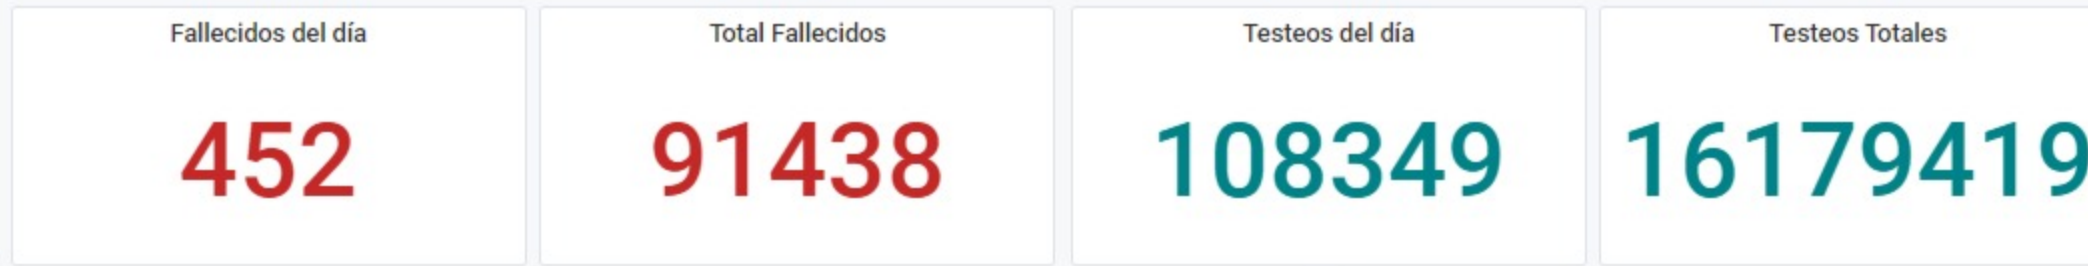 Fallecidos del día
452
Total Fallecidos
91438
Testeos del día
108349
Testeos Totales
16179419